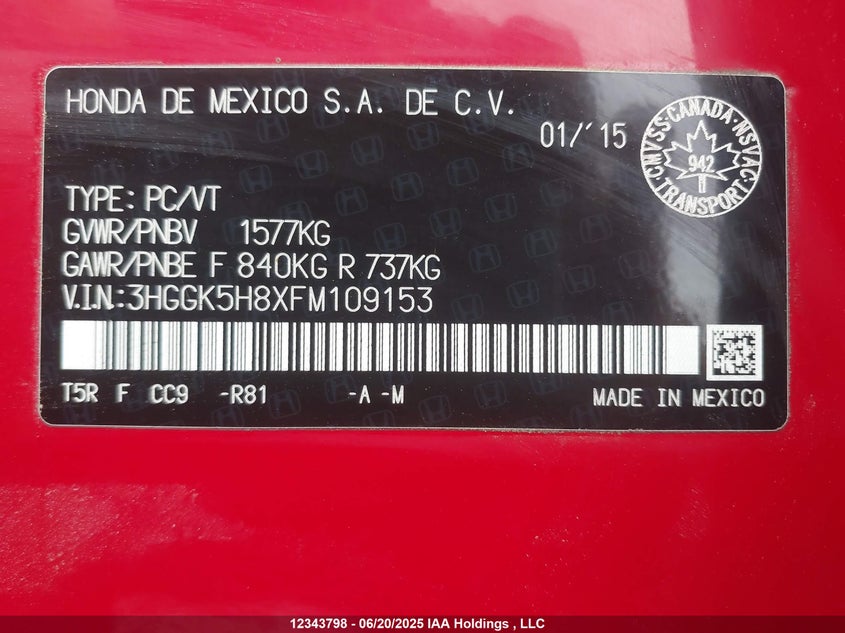 HONDA DE MEXICO S.A. DE C.V.
01/'15
CMVSS·CANADA·NSVAC·
942
TRANSPORT
TYPE: PC/VT
GVWR/PNBV 1577KG
GAWR/PNBE F 840KG R 737KG
V.I.N.:3HGGK5H8XFM109153
T5R F CC9 -R81 -A -M MADE IN MEXICO
12343798 - 06/20/2025 IAA Holdings , LLC